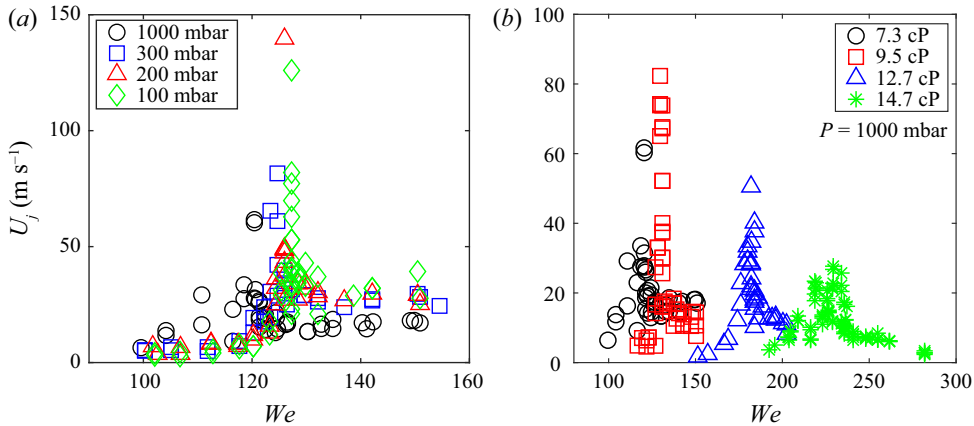 (a)
150
100
50
0
U_j (m s⁻¹)
1000 mbar
300 mbar
200 mbar
100 mbar
100
120
140
160
We
(b)
100
80
60
40
20
0
7.3 cP
9.5 cP
12.7 cP
14.7 cP
P = 1000 mbar
100
150
200
250
300
We